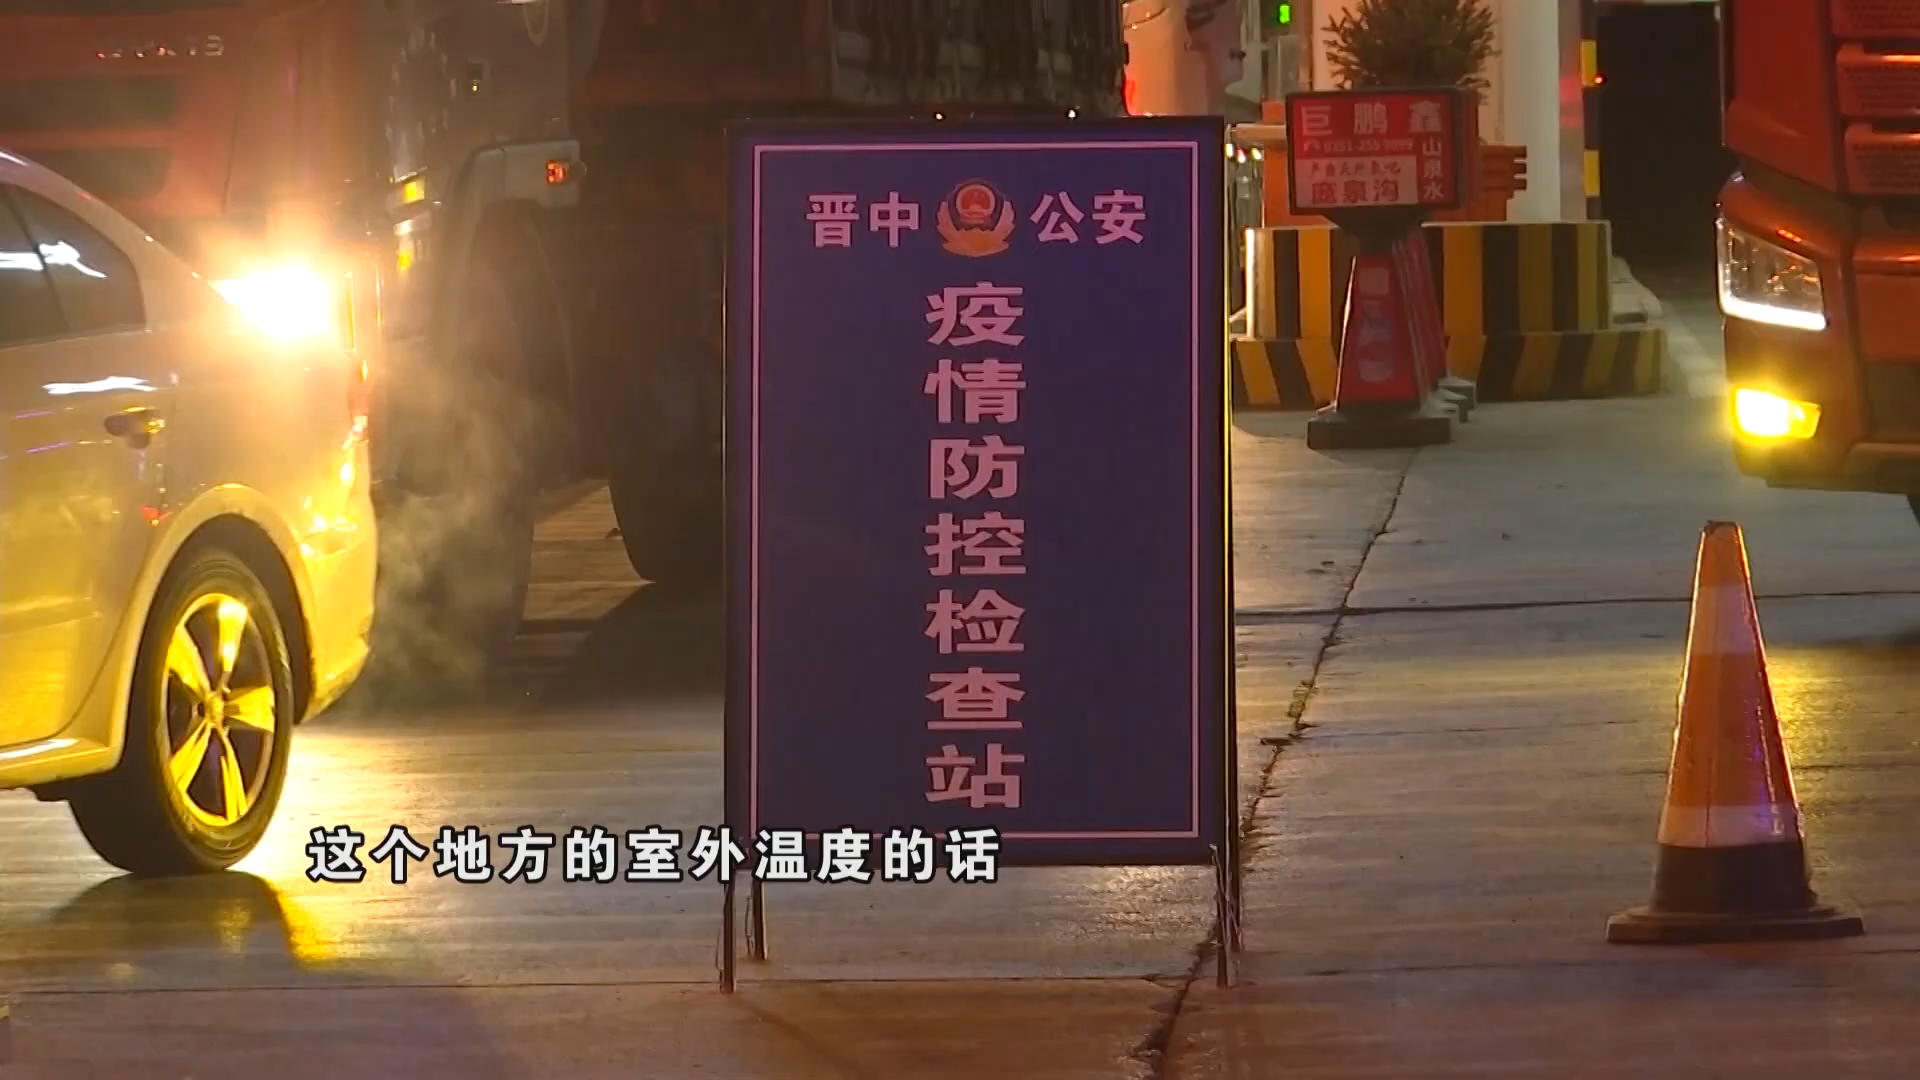 晋中 公安
疫情防控检查站
巨鹏鑫
山泉水
庞泉沟
这个地方的室外温度的话